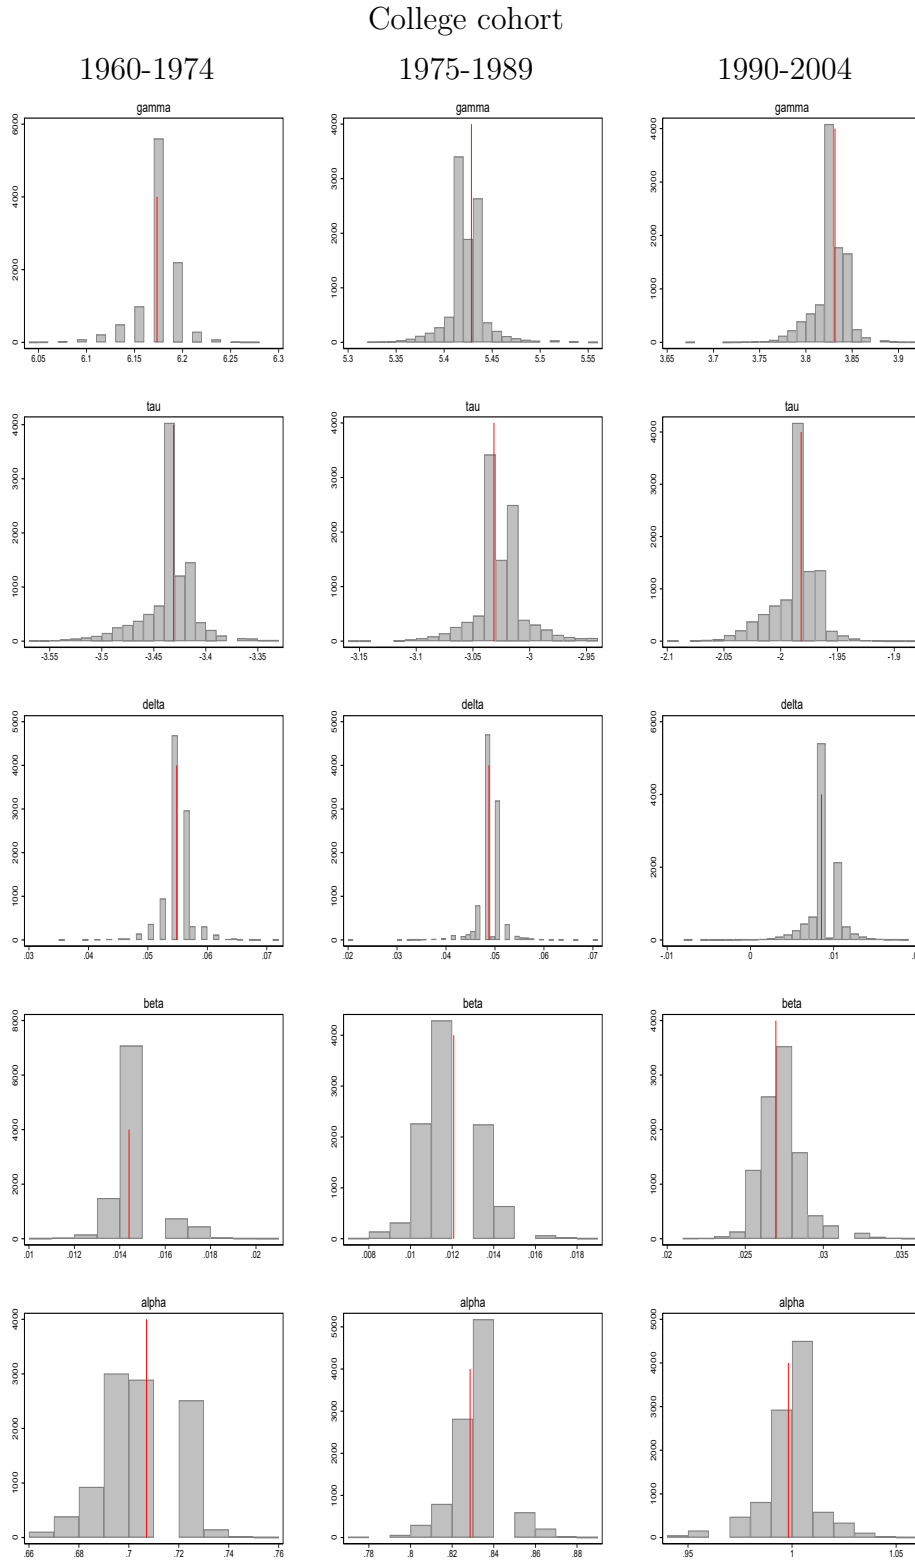 College cohort
1960-1974 1975-1989 1990-2004
gamma gamma gamma
0 2000 4000 6000
6.05 6.1 6.15 6.2 6.25 6.3
0 1000 2000 3000 4000
5.3 5.35 5.4 5.45 5.5 5.55
0 1000 2000 3000 4000
3.65 3.7 3.75 3.8 3.85 3.9
tau tau tau
0 1000 2000 3000 4000
-3.55 -3.5 -3.45 -3.4 -3.35
0 1000 2000 3000 4000
-3.15 -3.1 -3.05 -3 -2.95
0 1000 2000 3000 4000
-2.1 -2.05 -2 -1.95 -1.9
delta delta delta
0 1000 2000 3000 4000 5000
.03 .04 .05 .06 .07
0 1000 2000 3000 4000 5000
.02 .03 .04 .05 .06 .07
0 2000 4000 6000
-.01 0 .01
beta beta beta
0 2000 4000 6000 8000
.01 .012 .014 .016 .018 .02
0 1000 2000 3000 4000
.008 .01 .012 .014 .016 .018
0 1000 2000 3000 4000
.02 .025 .03 .035
alpha alpha alpha
0 1000 2000 3000 4000
.66 .68 .7 .72 .74 .76
0 1000 2000 3000 4000 5000
.78 .8 .82 .84 .86 .88
0 1000 2000 3000 4000 5000
.95 1 1.05